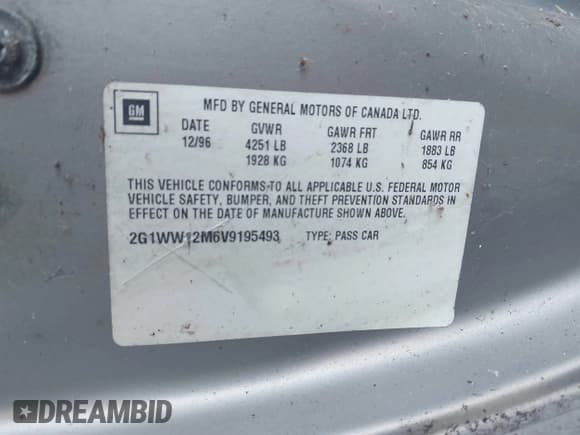 GM
MFD BY GENERAL MOTORS OF CANADA LTD.
DATE GVWR GAWR FRT GAWR RR
12/96 4251 LB 2368 LB 1883 LB
1928 KG 1074 KG 854 KG
THIS VEHICLE CONFORMS TO ALL APPLICABLE U.S. FEDERAL MOTOR
VEHICLE SAFETY, BUMPER, AND THEFT PREVENTION STANDARDS IN
EFFECT ON THE DATE OF MANUFACTURE SHOWN ABOVE.
2G1WW12M6V9195493 TYPE: PASS CAR
DREAMBID